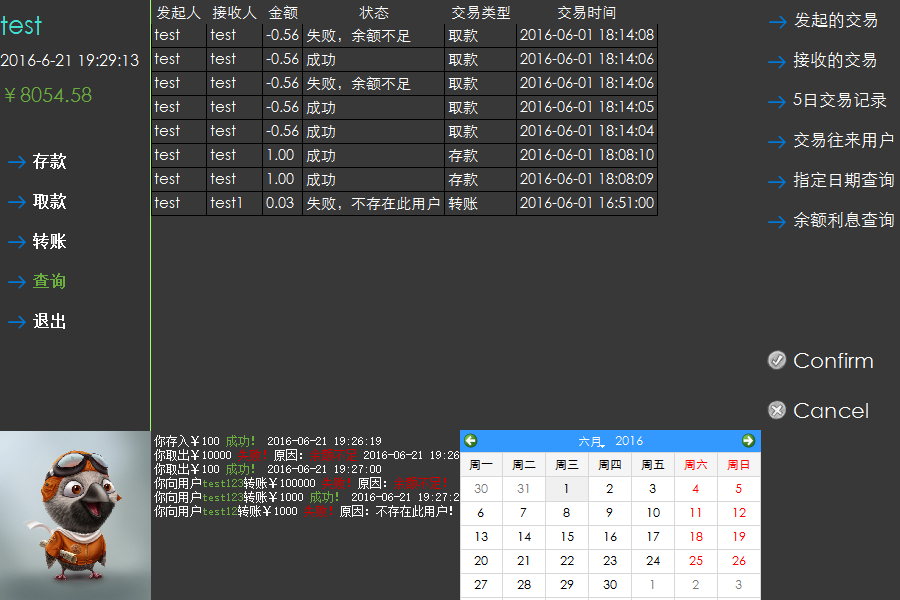 test
2016-6-21 19:29:13
￥8054.58
存款
取款
转账
查询
退出
发起人 接收人 金额 状态 交易类型 交易时间
test test -0.56 失败，余额不足 取款 2016-06-01 18:14:08
test test -0.56 成功 取款 2016-06-01 18:14:06
test test -0.56 失败，余额不足 取款 2016-06-01 18:14:06
test test -0.56 成功 取款 2016-06-01 18:14:05
test test -0.56 成功 取款 2016-06-01 18:14:04
test test 1.00 成功 存款 2016-06-01 18:08:10
test test 1.00 成功 存款 2016-06-01 18:08:09
test test1 0.03 失败，不存在此用户 转账 2016-06-01 16:51:00
发起的交易
接收的交易
5日交易记录
交易往来用户
指定日期查询
余额利息查询
Confirm
Cancel
你存入￥100 成功! 2016-06-21 19:26:19
你取出￥10000 失败! 原因: 余额不足 2016-06-21 19:26
你取出￥100 成功! 2016-06-21 19:27:00
你向用户test123转账￥100000 失败! 原因: 余额不足!
你向用户test123转账￥1000 成功! 2016-06-21 19:27:2
你向用户test12转账￥1000 失败! 原因: 不存在此用户!
六月, 2016
周一 周二 周三 周四 周五 周六 周日
30 31 1 2 3 4 5
6 7 8 9 10 11 12
13 14 15 16 17 18 19
20 21 22 23 24 25 26
27 28 29 30 1 2 3